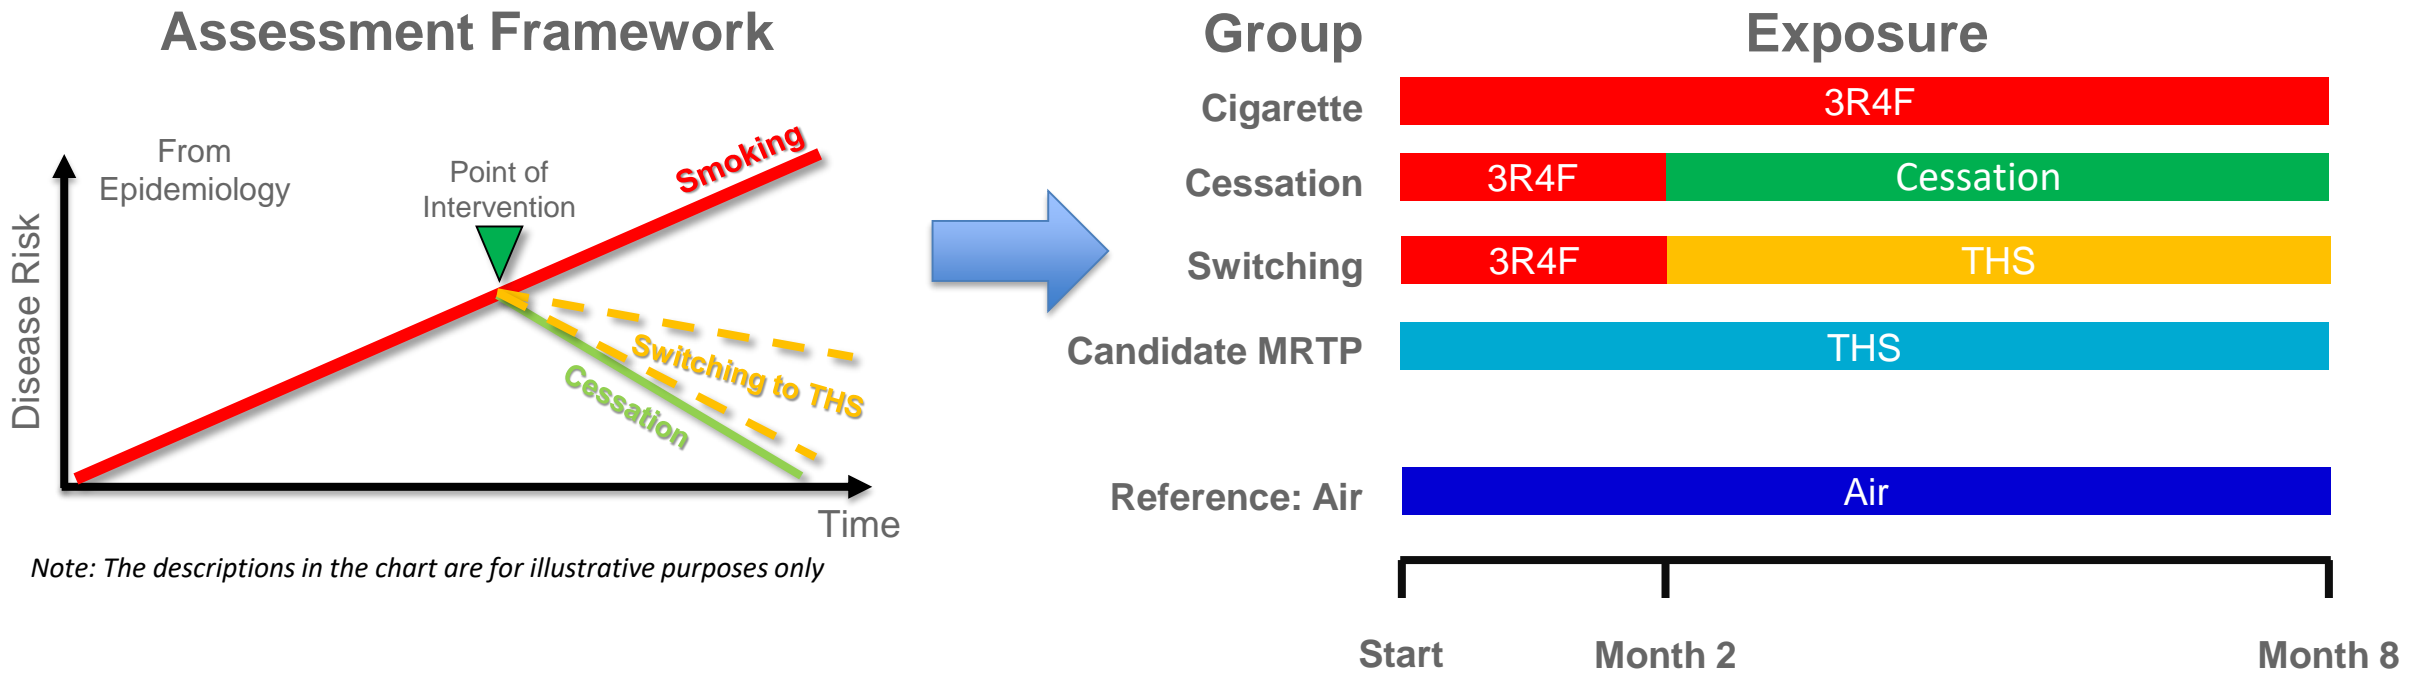 Assessment Framework
From
Epidemiology
Point of
Intervention
Smoking
Switching to THS
Cessation
Disease Risk
Time
Note: The descriptions in the chart are for illustrative purposes only
Group Exposure
Cigarette 3R4F
Cessation 3R4F Cessation
Switching 3R4F THS
Candidate MRTP THS
Reference: Air Air
Start Month 2 Month 8